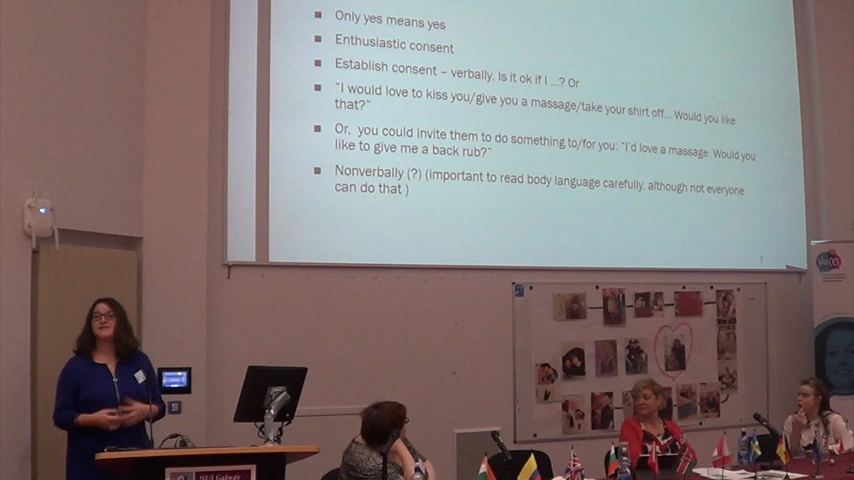 Only yes means yes
Enthusiastic consent
Establish consent – verbally. Is it ok if I ...? Or
"I would love to kiss you/give you a massage/take your shirt off... Would you like
that?"
Or, you could invite them to do something to/for you: "I'd love a massage. Would you
like to give me a back rub?"
Nonverbally (?) (important to read body language carefully, although not everyone
can do that )
VOICES
NUI Galway